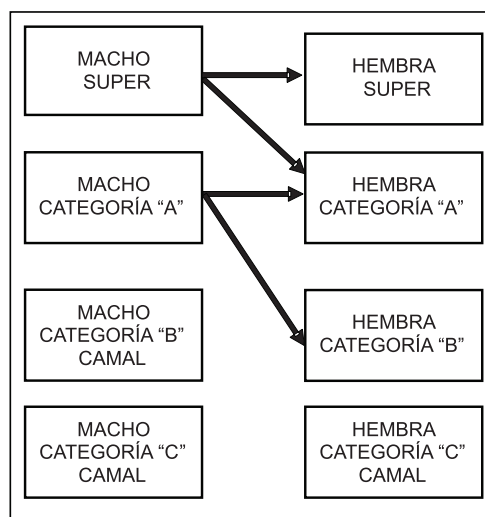 MACHO
SUPER
HEMBRA
SUPER
MACHO
CATEGORÍA “A”
HEMBRA
CATEGORÍA “A”
MACHO
CATEGORÍA “B”
CAMAL
HEMBRA
CATEGORÍA “B”
MACHO
CATEGORÍA “C”
CAMAL
HEMBRA
CATEGORÍA “C”
CAMAL